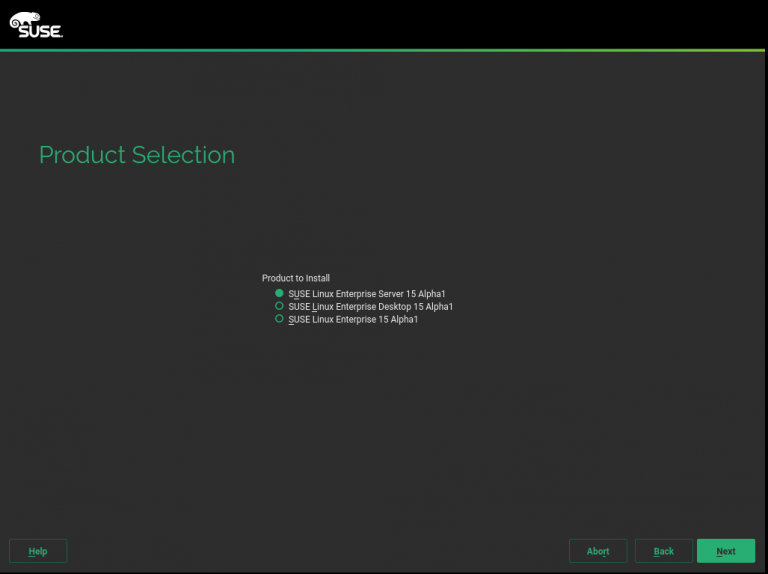 SUSE
Product Selection
Product to Install
SUSE Linux Enterprise Server 15 Alpha1
SUSE Linux Enterprise Desktop 15 Alpha1
SUSE Linux Enterprise 15 Alpha1
Help Abort Back Next